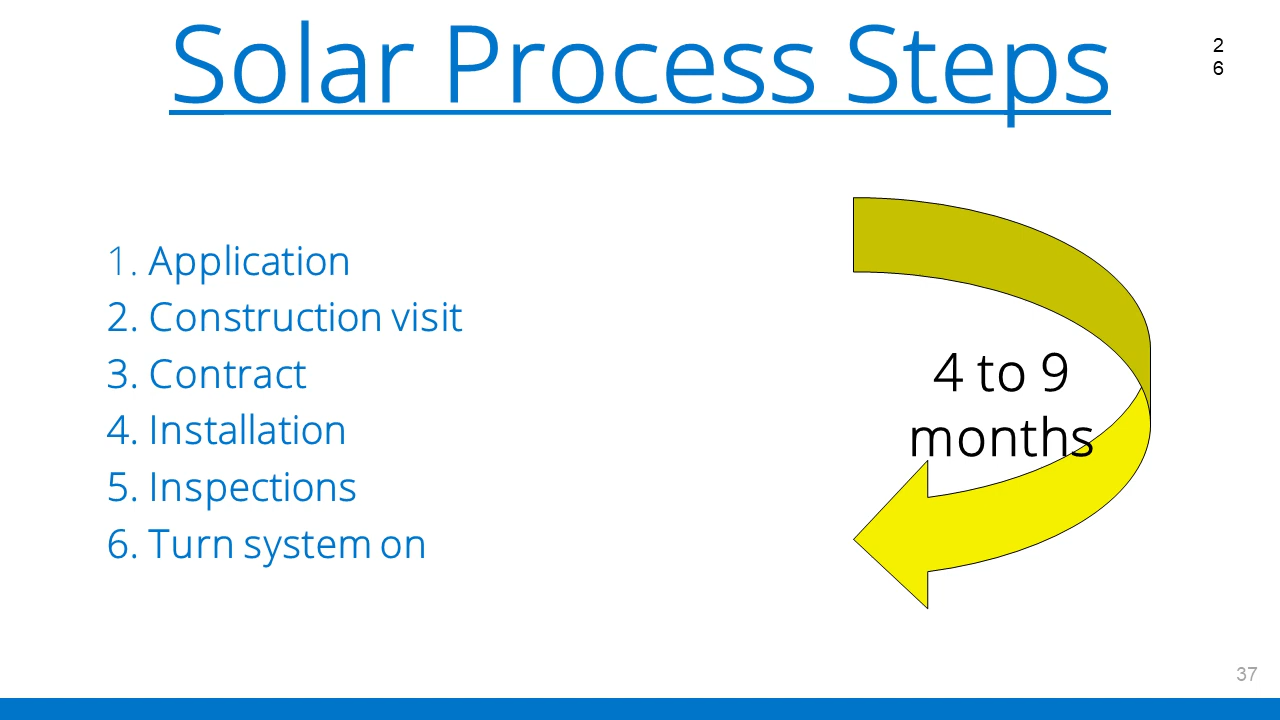 Solar Process Steps
2
6
1. Application
2. Construction visit
3. Contract
4. Installation
5. Inspections
6. Turn system on
4 to 9
months
37